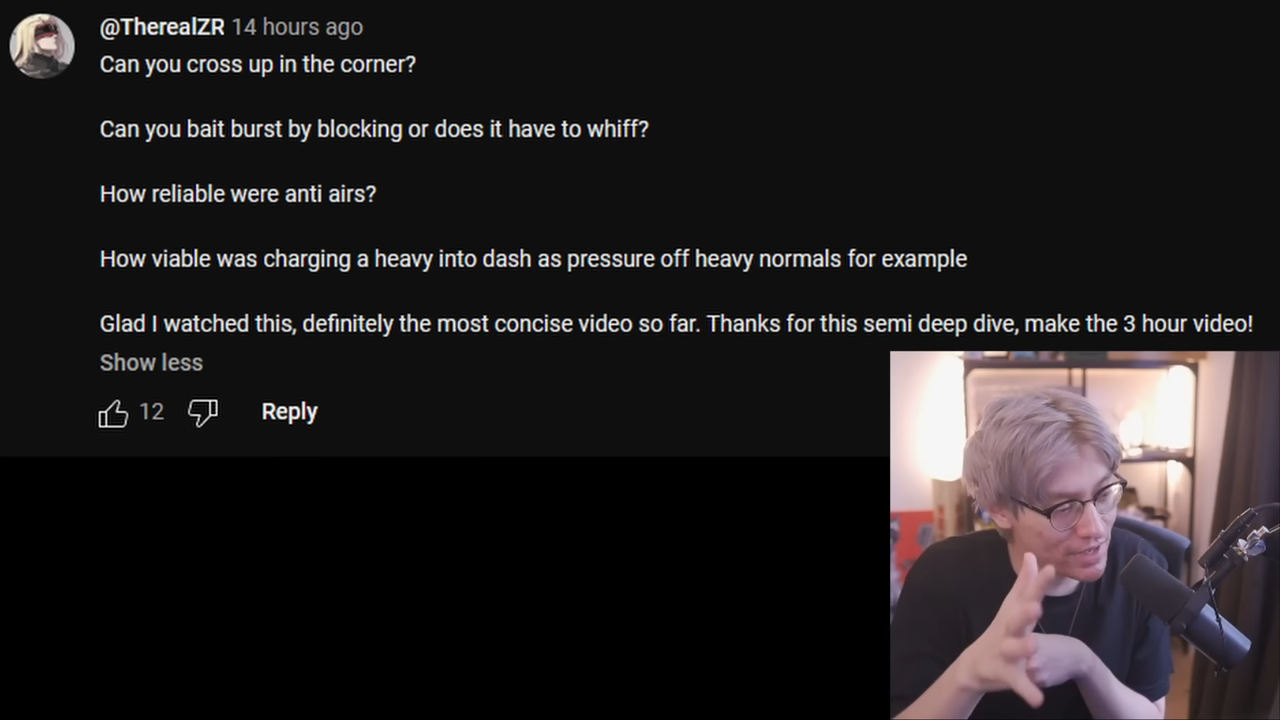 @TherealZR 14 hours ago
Can you cross up in the corner?
Can you bait burst by blocking or does it have to whiff?
How reliable were anti airs?
How viable was charging a heavy into dash as pressure off heavy normals for example
Glad I watched this, definitely the most concise video so far. Thanks for this semi deep dive, make the 3 hour video!
Show less
12 Reply